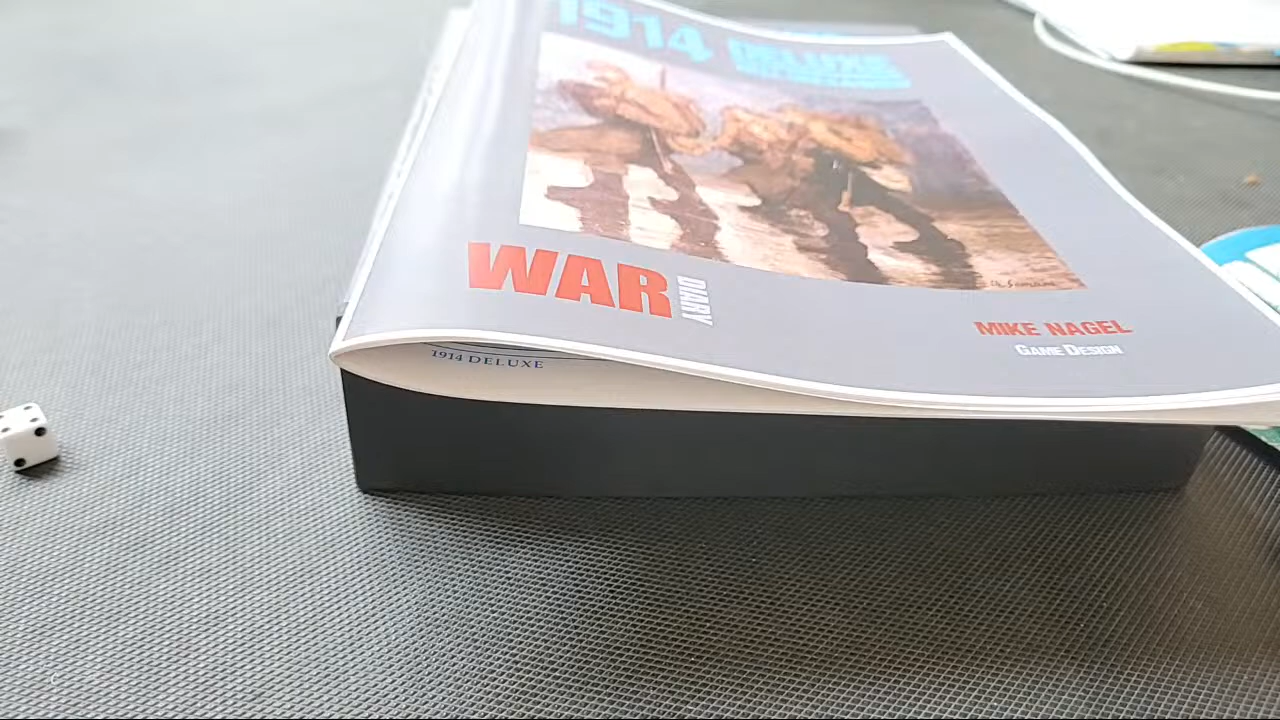 1914 DELUXE
WAR DIARY
MIKE NAGEL
GAME DESIGN
1914 DELUXE